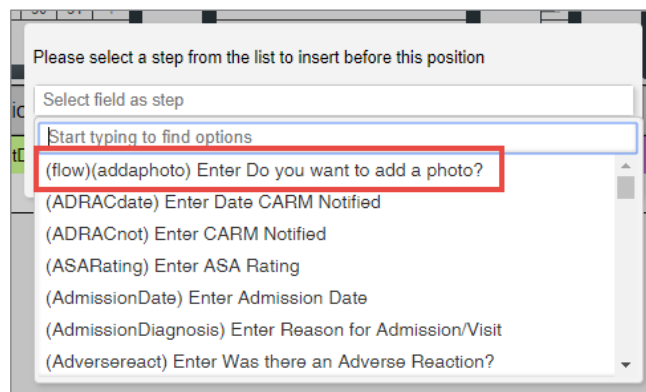 Please select a step from the list to insert before this position
Select field as step
Start typing to find options
(flow)(addaphoto) Enter Do you want to add a photo?
(ADRACdate) Enter Date CARM Notified
(ADRACnot) Enter CARM Notified
(ASARating) Enter ASA Rating
(AdmissionDate) Enter Admission Date
(AdmissionDiagnosis) Enter Reason for Admission/Visit
(Adversereact) Enter Was there an Adverse Reaction?